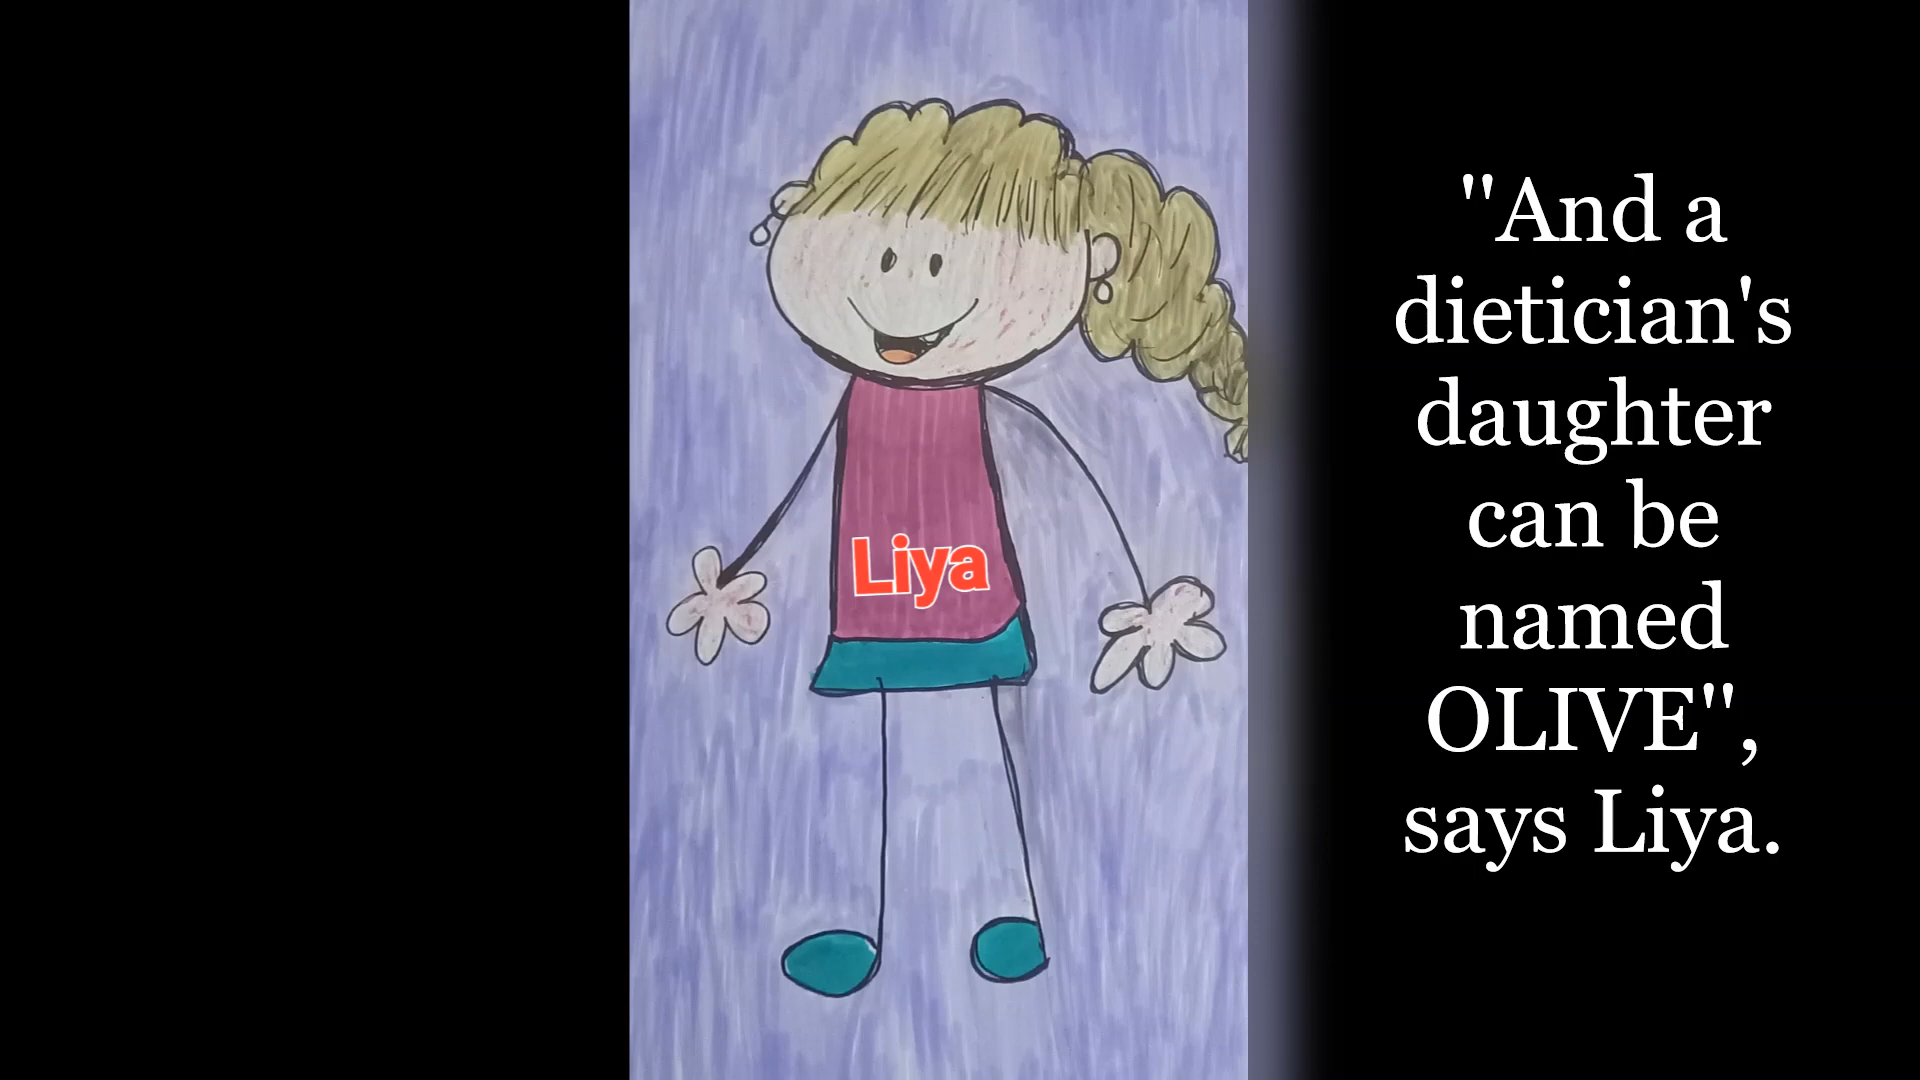 Liya
"And a
dietician's
daughter
can be
named
OLIVE",
says Liya.